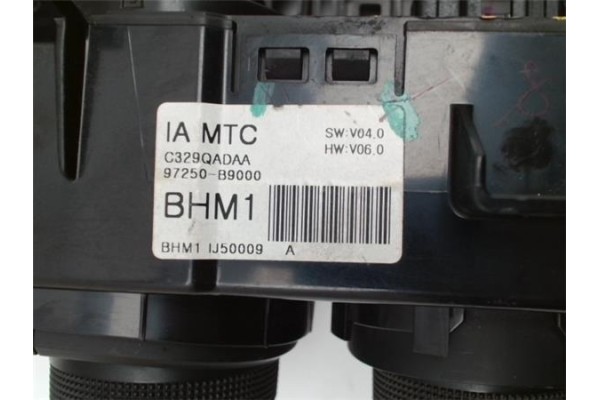 IA MTC
SW:V04.0
HW:V06.0
C329QADAA
97250-B9000
BHM1
BHM1 IJ50009 A